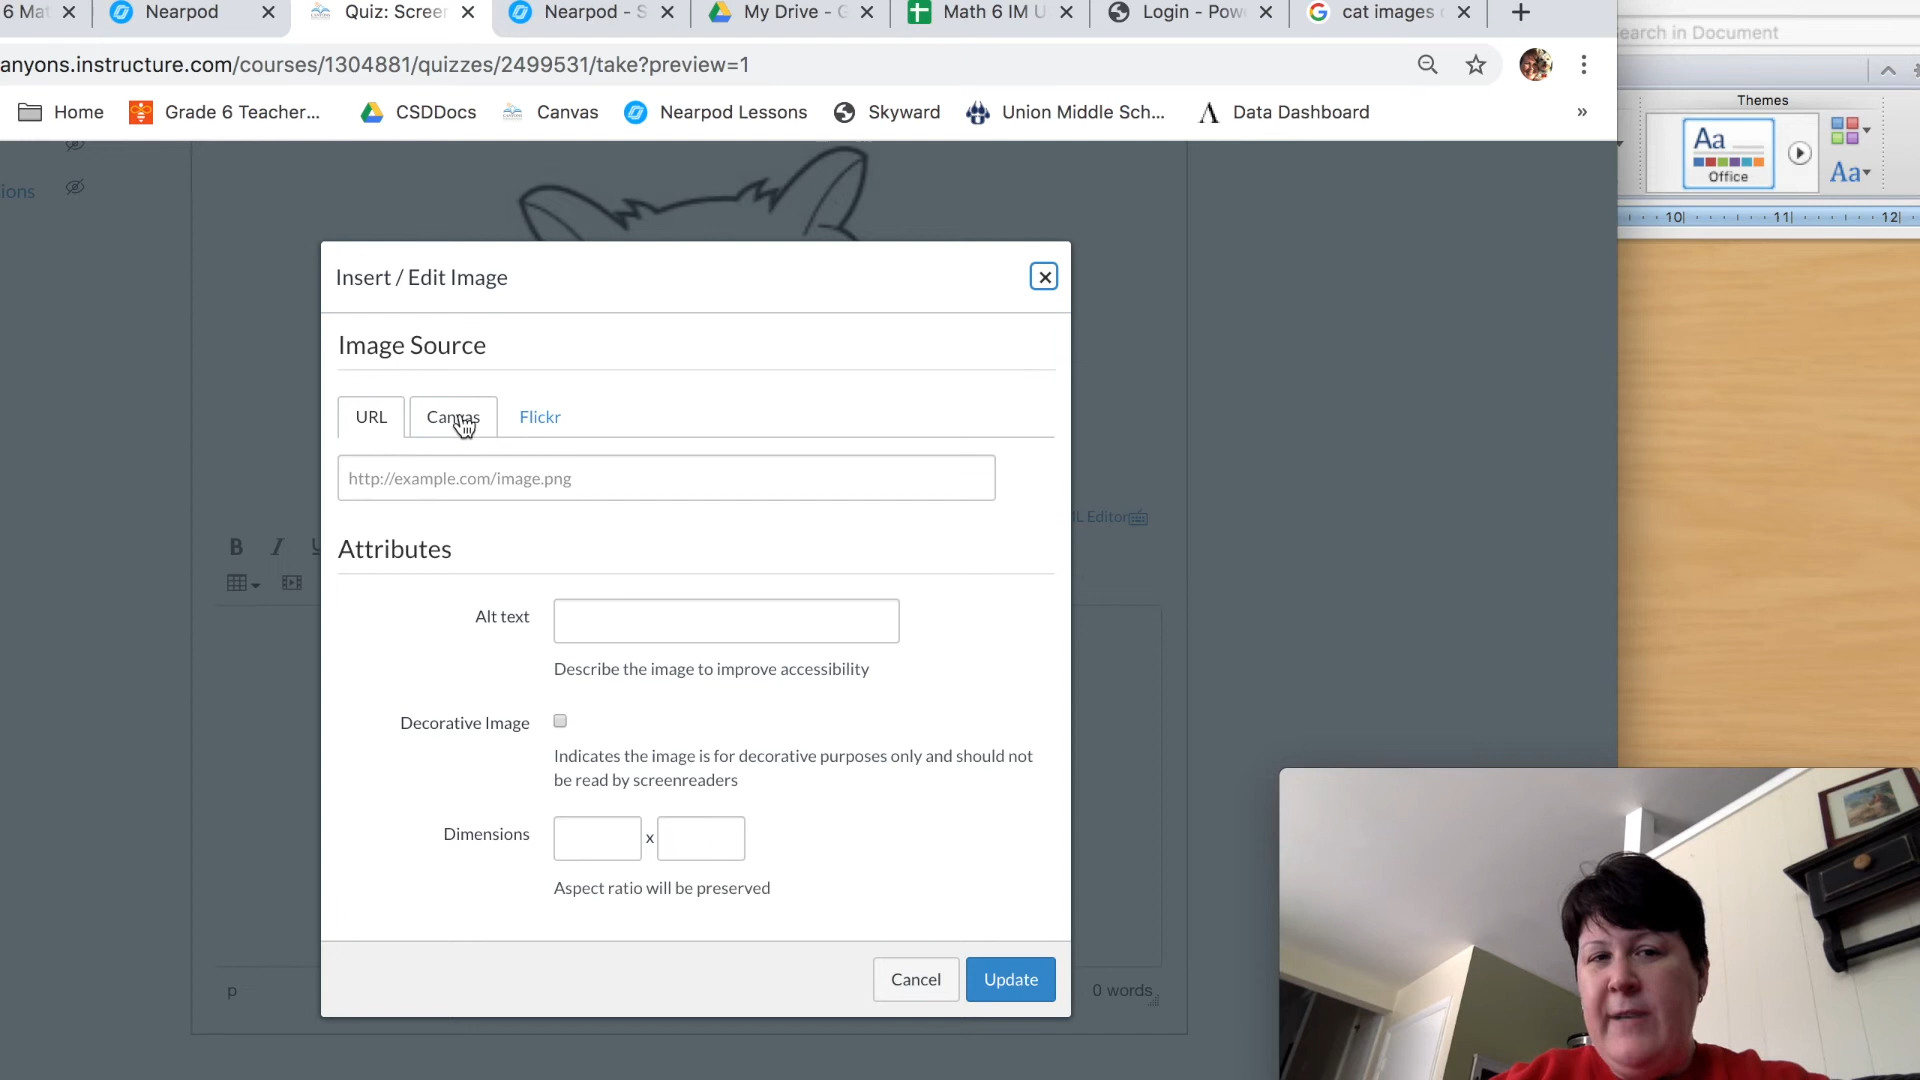 6 Mat
Nearpod
Quiz: Screen
Nearpod - S
My Drive - G
Math 6 IM U
Login - Pow
cat images
anyons.instructure.com/courses/1304881/quizzes/2499531/take?preview=1
Search in Document
Home
Grade 6 Teacher...
CSDDocs
Canvas
Nearpod Lessons
Skyward
Union Middle Sch...
Data Dashboard
»
Themes
Aa
Office
Aa
10
11
12
ions
Insert / Edit Image
Image Source
URL
Canvas
Flickr
http://example.com/image.png
L Editor
B I U
Attributes
Alt text
Describe the image to improve accessibility
Decorative Image
Indicates the image is for decorative purposes only and should not
be read by screenreaders
Dimensions
x
Aspect ratio will be preserved
Cancel
Update
p
0 words